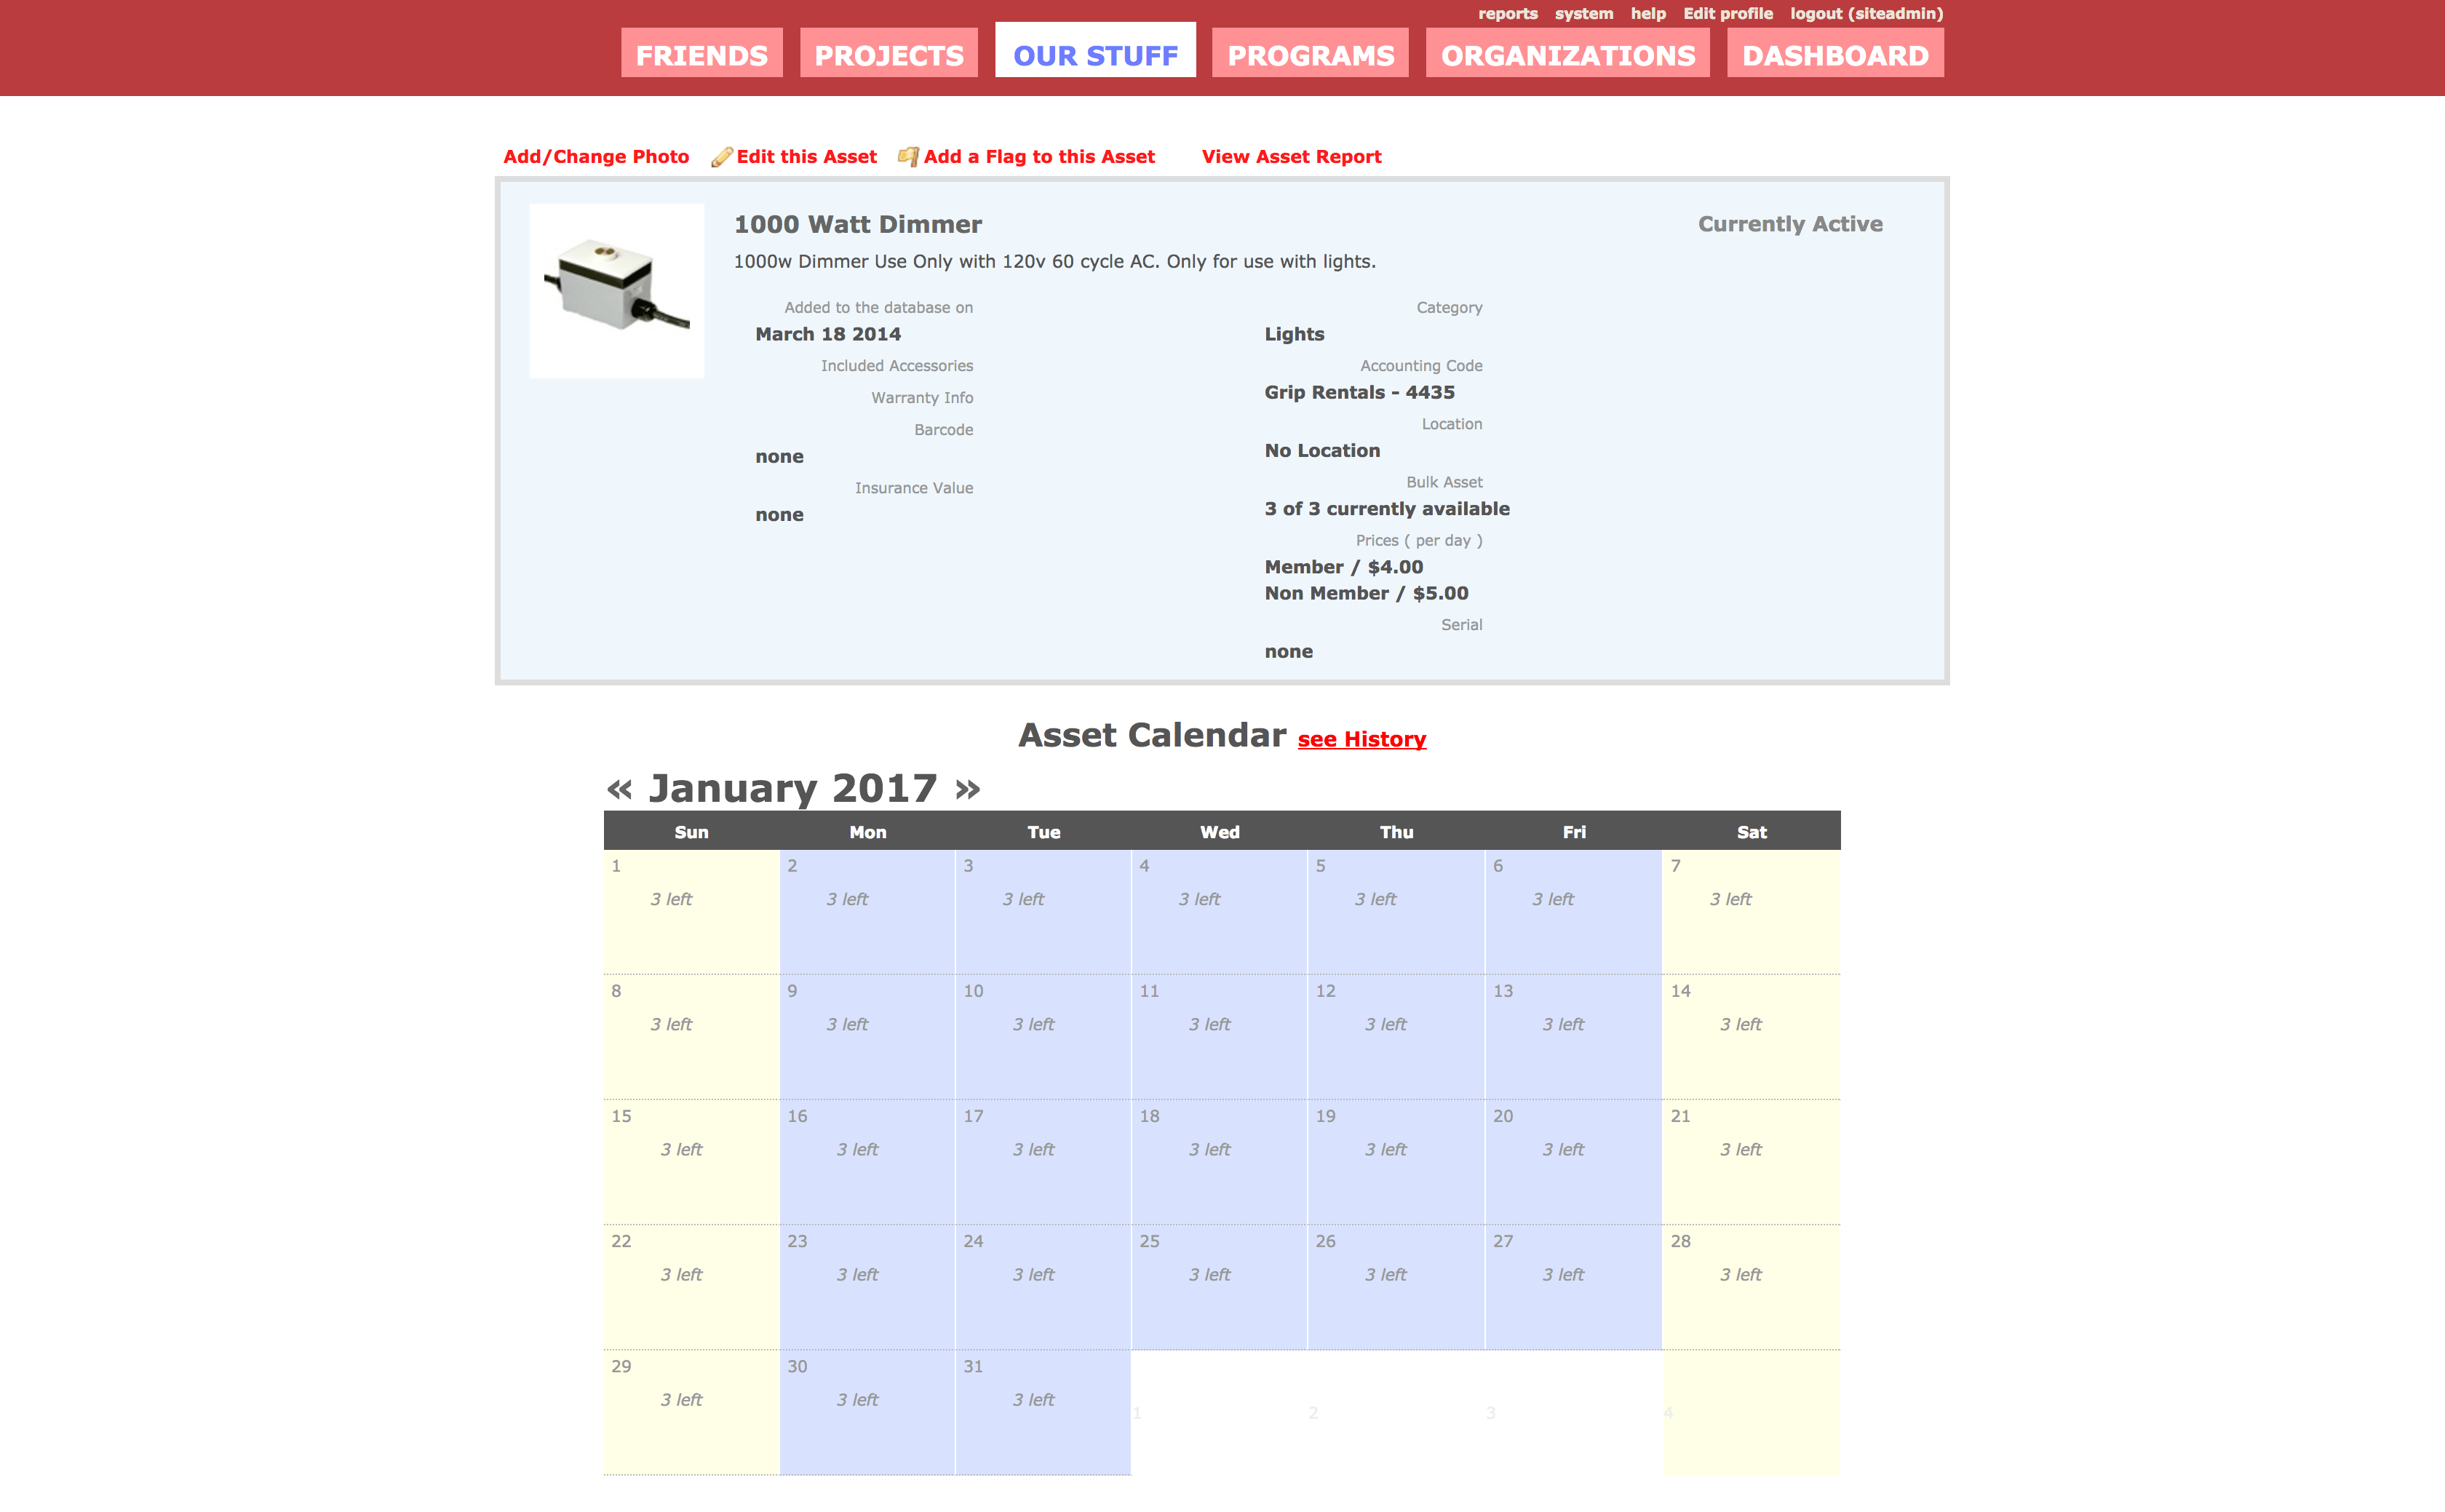 reports system help Edit profile logout (siteadmin)
FRIENDS PROJECTS OUR STUFF PROGRAMS ORGANIZATIONS DASHBOARD
Add/Change Photo Edit this Asset Add a Flag to this Asset View Asset Report
1000 Watt Dimmer
Currently Active
1000w Dimmer Use Only with 120v 60 cycle AC. Only for use with lights.
Added to the database on
March 18 2014
Included Accessories
Warranty Info
Barcode
none
Insurance Value
none
Category
Lights
Accounting Code
Grip Rentals - 4435
Location
No Location
Bulk Asset
3 of 3 currently available
Prices ( per day )
Member / $4.00
Non Member / $5.00
Serial
none
Asset Calendar see History
« January 2017 »
Sun Mon Tue Wed Thu Fri Sat
1 2 3 4 5 6 7
3 left 3 left 3 left 3 left 3 left 3 left 3 left
8 9 10 11 12 13 14
3 left 3 left 3 left 3 left 3 left 3 left 3 left
15 16 17 18 19 20 21
3 left 3 left 3 left 3 left 3 left 3 left 3 left
22 23 24 25 26 27 28
3 left 3 left 3 left 3 left 3 left 3 left 3 left
29 30 31
3 left 3 left 3 left
1 2 3 4